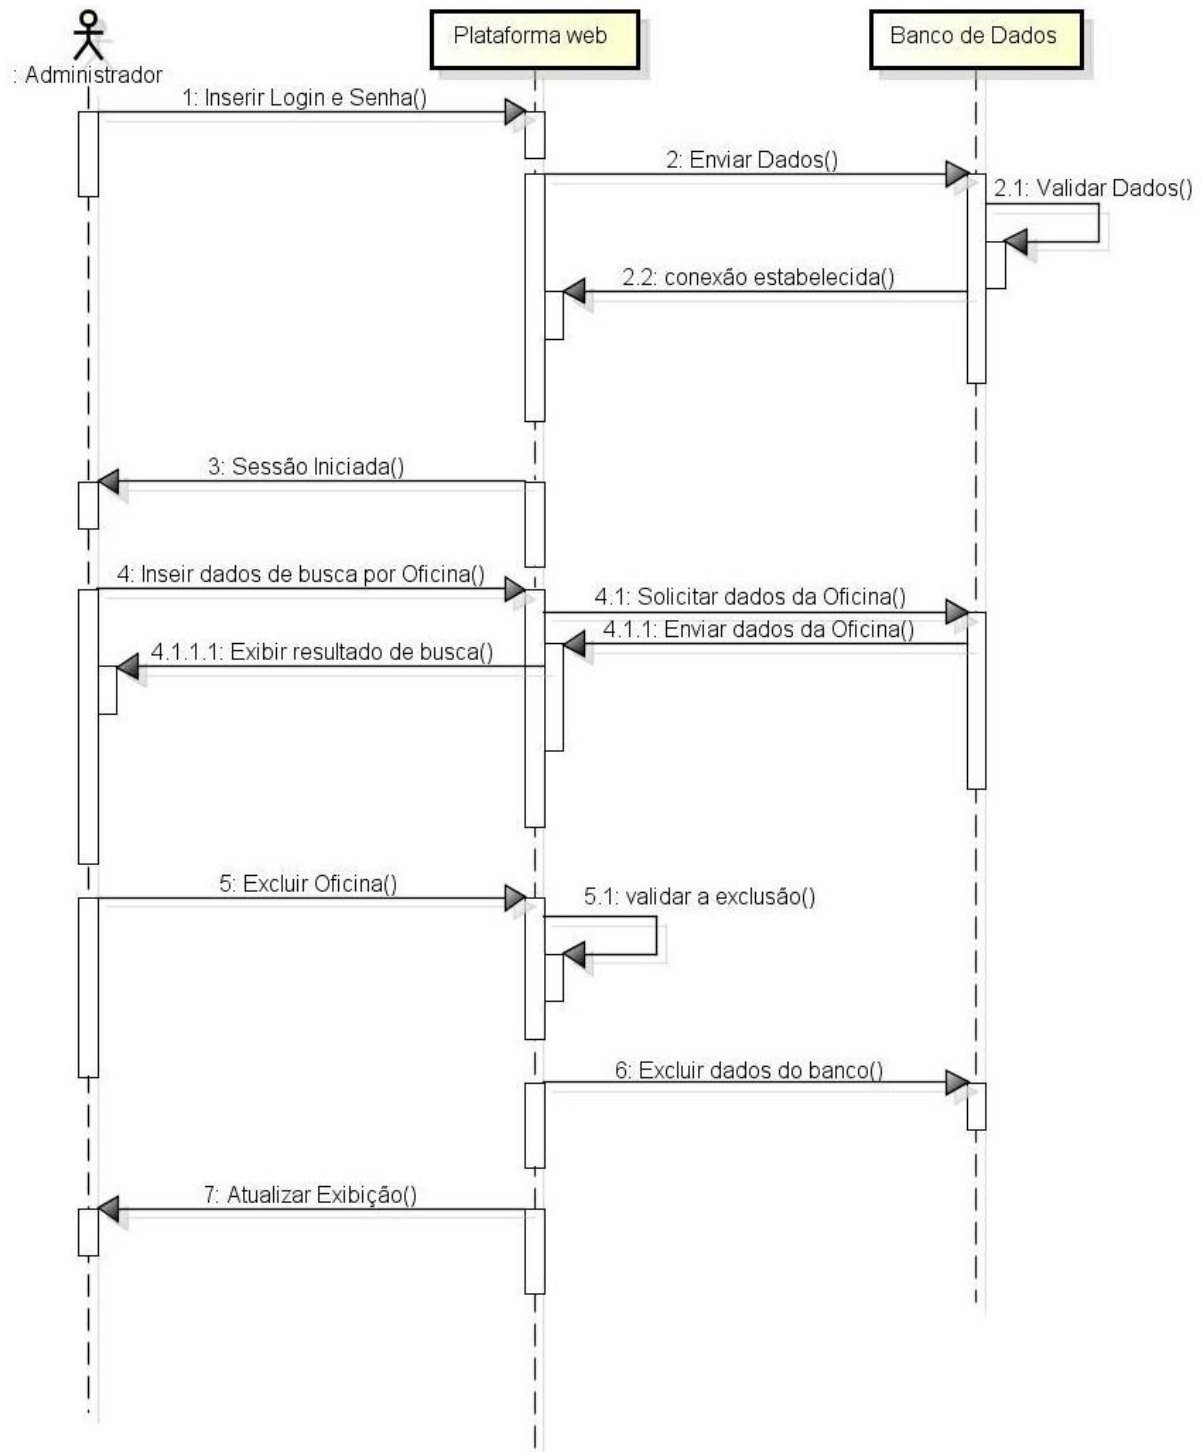 Plataforma web
Banco de Dados
: Administrador
1: Inserir Login e Senha()
2: Enviar Dados()
2.1: Validar Dados()
2.2: conexão estabelecida()
3: Sessão Iniciada()
4: Inseir dados de busca por Oficina()
4.1: Solicitar dados da Oficina()
4.1.1: Enviar dados da Oficina()
4.1.1.1: Exibir resultado de busca()
5: Excluir Oficina()
5.1: validar a exclusão()
6: Excluir dados do banco()
7: Atualizar Exibição()